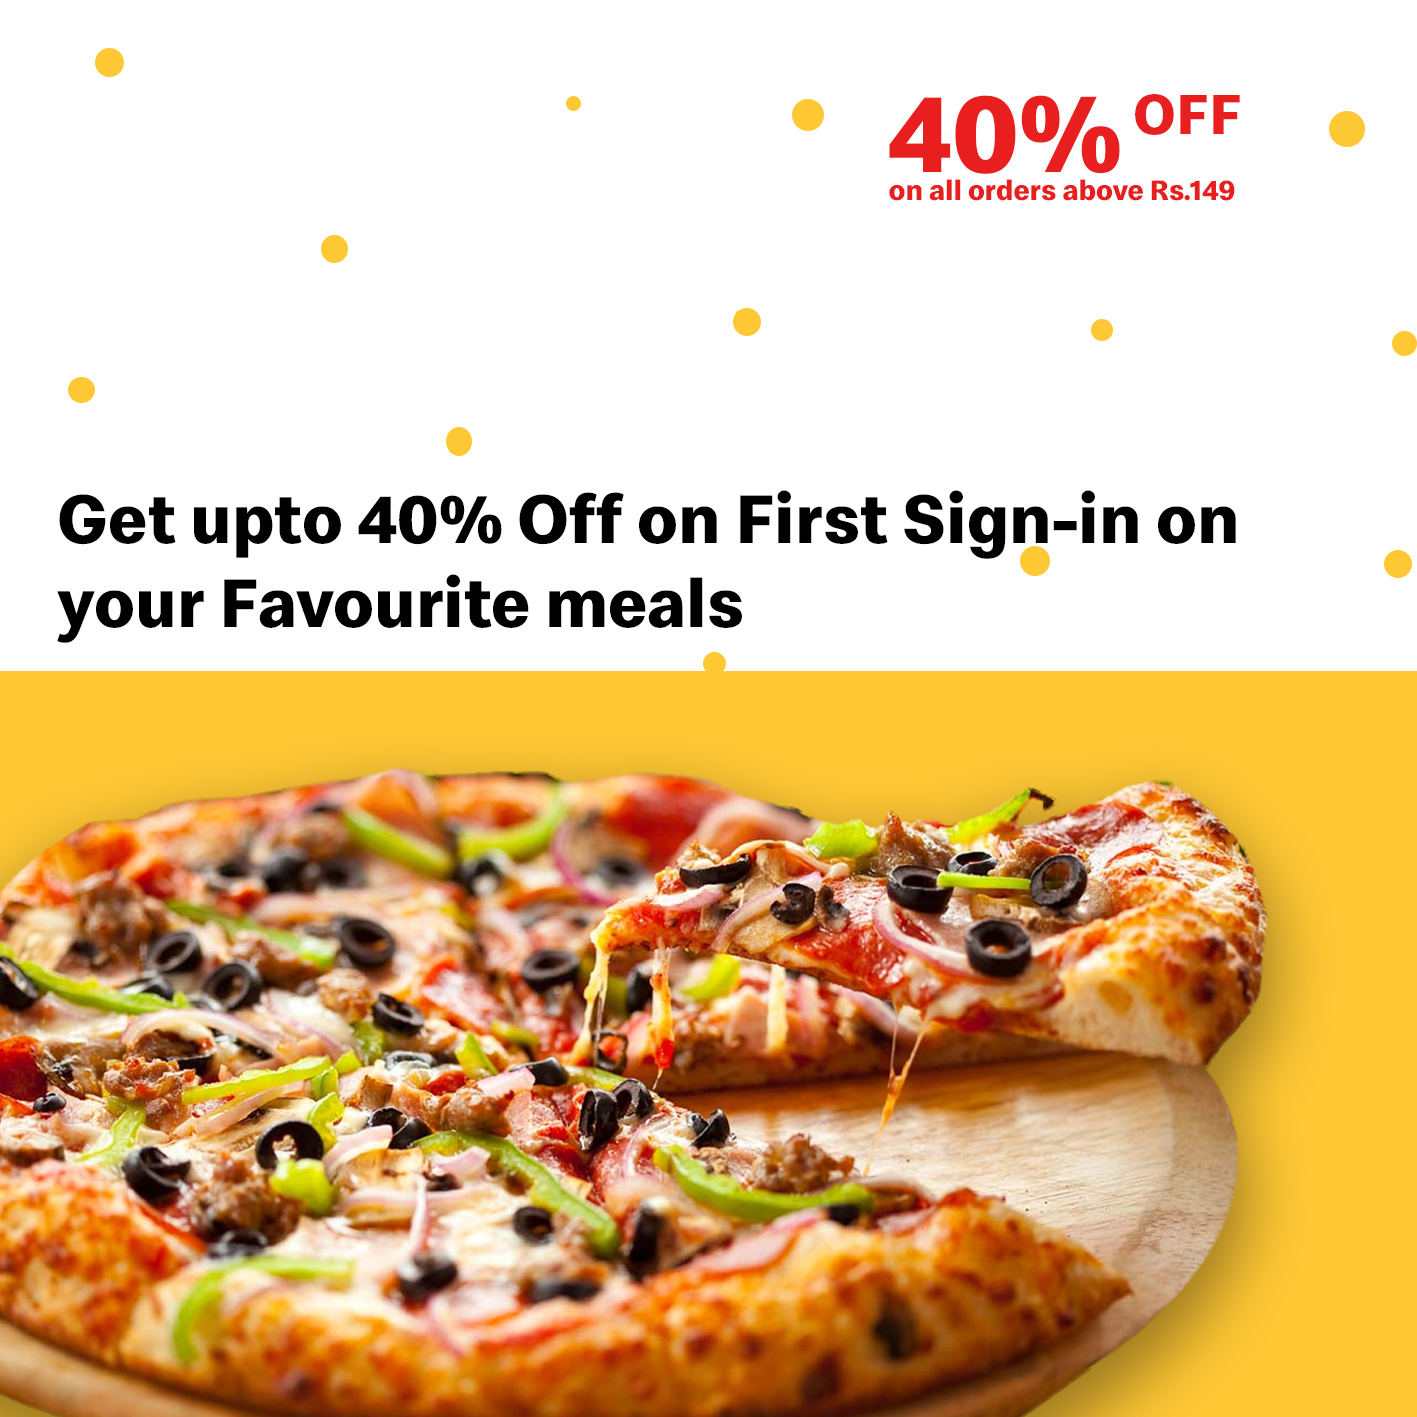 40% OFF
on all orders above Rs.149
Get upto 40% Off on First Sign-in on
your Favourite meals